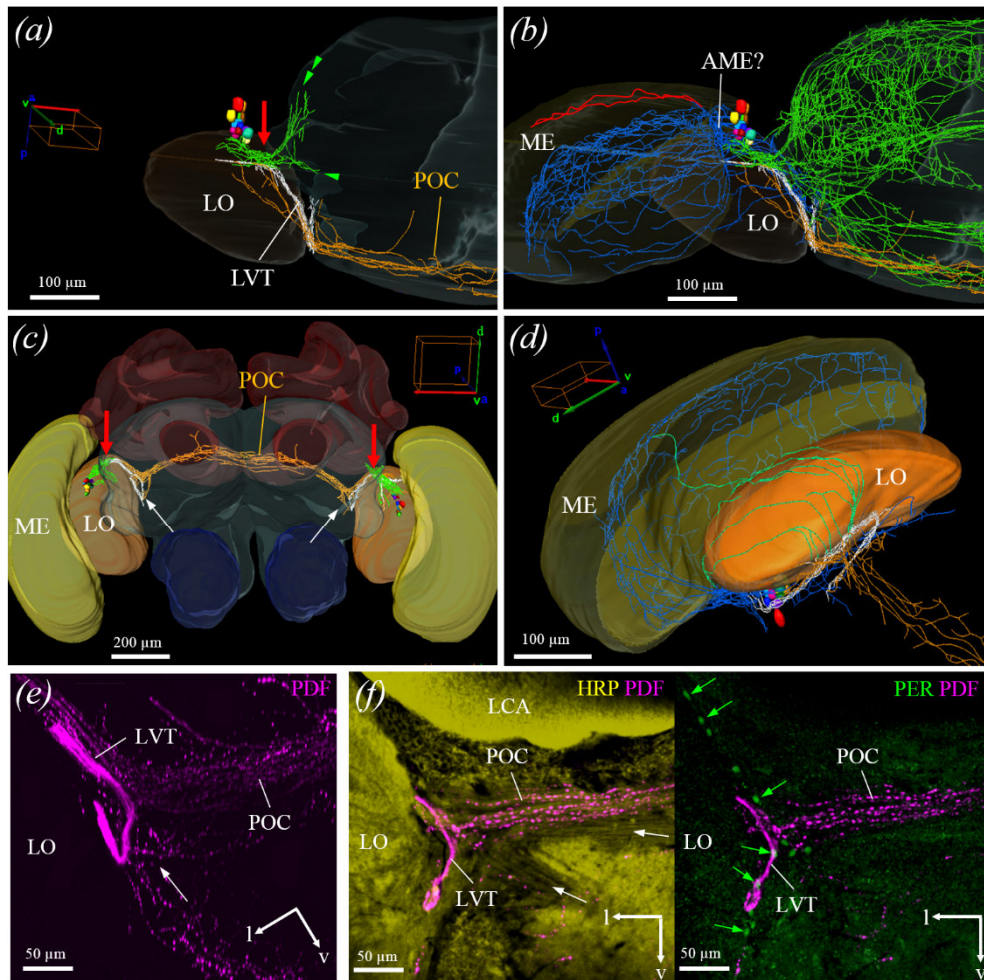 (a)
a
v
d
p
LO
POC
LVT
100 µm
(b)
AME?
ME
LO
100 µm
(c)
d
p
v
a
POC
ME
LO
200 µm
(d)
p
v
a
d
LO
ME
100 µm
(e)
PDF
LVT
POC
LO
l
v
50 µm
(f)
HRP PDF
LCA
POC
LO
LVT
l
v
50 µm
PER PDF
POC
LO
LVT
l
v
50 µm